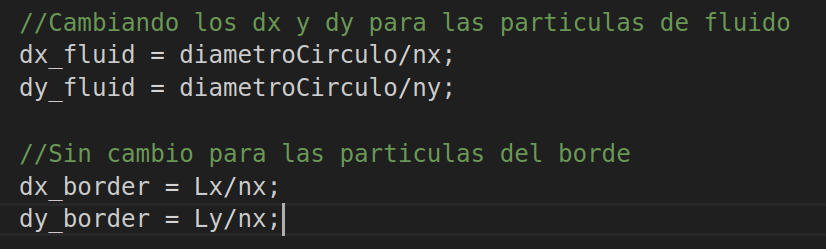 //Cambiando los dx y dy para las particulas de fluido
dx_fluid = diametroCirculo/nx;
dy_fluid = diametroCirculo/ny;
//Sin cambio para las particulas del borde
dx_border = Lx/nx;
dy_border = Ly/nx;